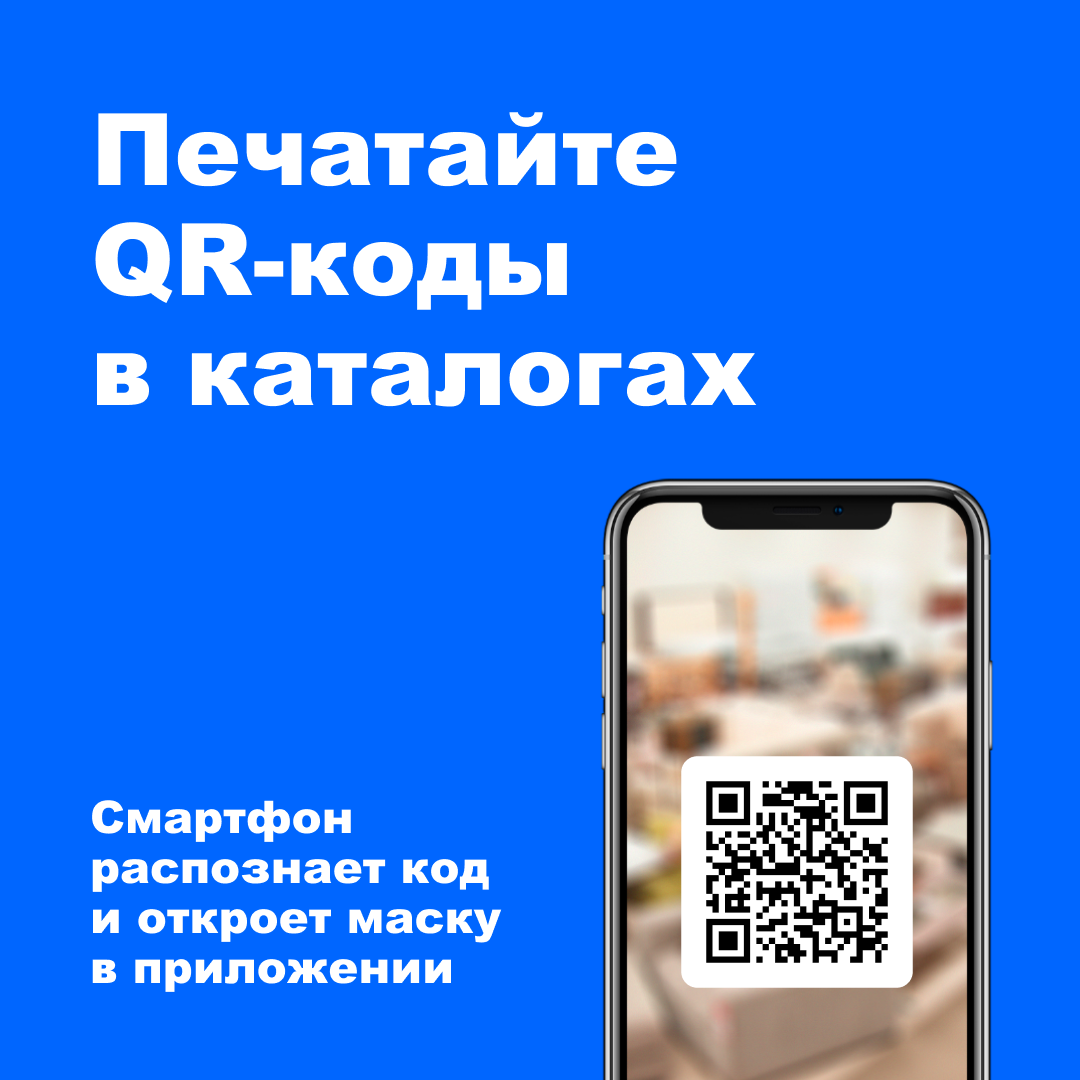 Печатайте
QR-коды
в каталогах
Смартфон
распознает код
и откроет маску
в приложении